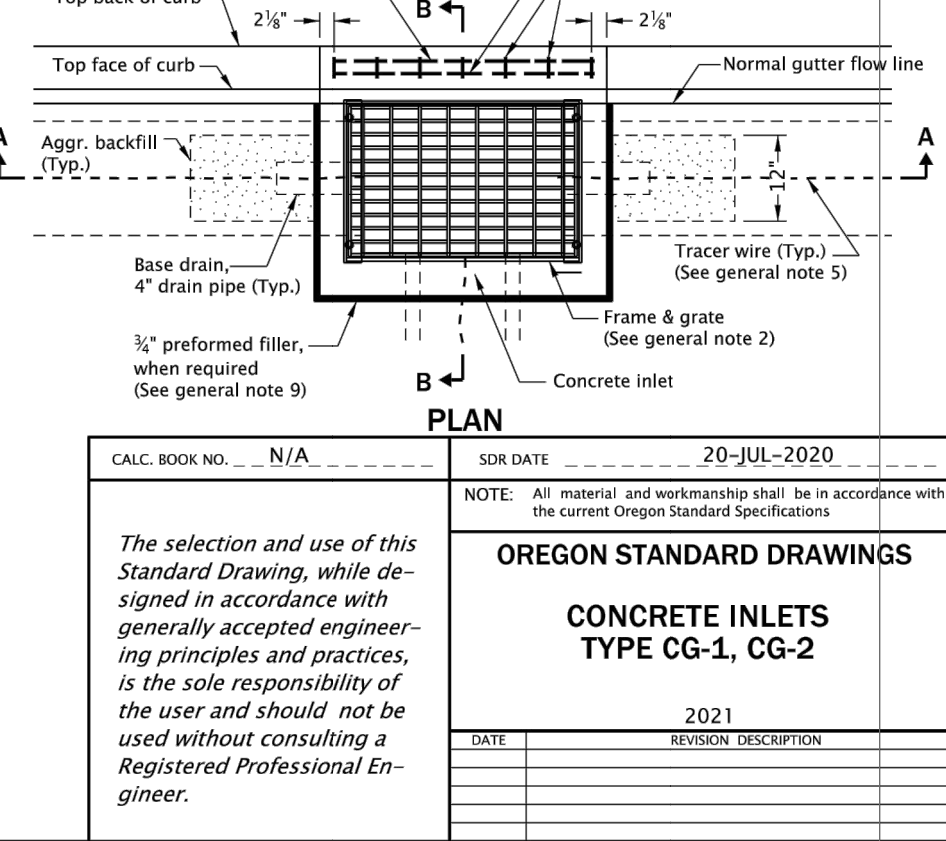 Top back of curb
B
2⅛"
2⅛"
Top face of curb
Normal gutter flow line
A
A
Aggr. backfill
(Typ.)
12"
Tracer wire (Typ.)
(See general note 5)
Base drain,
4" drain pipe (Typ.)
Frame & grate
(See general note 2)
¾" preformed filler,
when required
(See general note 9)
B
Concrete inlet
PLAN
CALC. BOOK NO. _ _ N/A _ _ _ _ _ _ _
SDR DATE _ _ _ _ _ _ 20-JUL-2020 _ _ _ _ _
NOTE: All material and workmanship shall be in accordance with
the current Oregon Standard Specifications
The selection and use of this
Standard Drawing, while de-
signed in accordance with
generally accepted engineer-
ing principles and practices,
is the sole responsibility of
the user and should not be
used without consulting a
Registered Professional En-
gineer.
OREGON STANDARD DRAWINGS
CONCRETE INLETS
TYPE CG-1, CG-2
2021
DATE REVISION DESCRIPTION